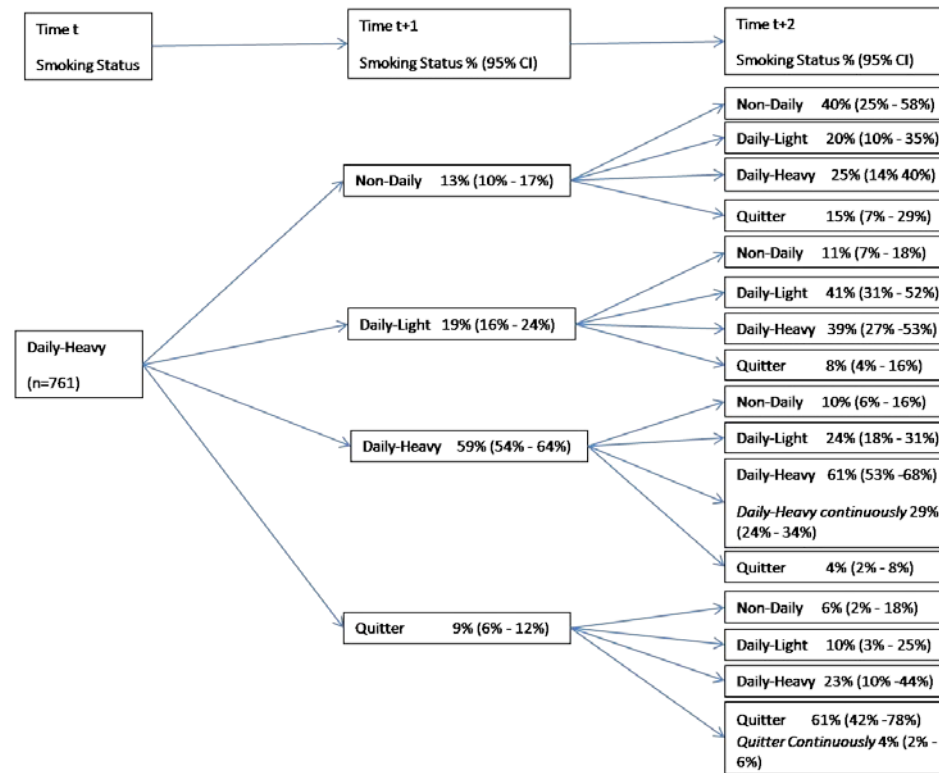 Time t
Smoking Status
Time t+1
Smoking Status % (95% CI)
Time t+2
Smoking Status % (95% CI)
Daily-Heavy
(n=761)
Non-Daily 13% (10% - 17%)
Non-Daily 40% (25% - 58%)
Daily-Light 20% (10% - 35%)
Daily-Heavy 25% (14% 40%)
Quitter 15% (7% - 29%)
Daily-Light 19% (16% - 24%)
Non-Daily 11% (7% - 18%)
Daily-Light 41% (31% - 52%)
Daily-Heavy 39% (27% -53%)
Quitter 8% (4% - 16%)
Daily-Heavy 59% (54% - 64%)
Non-Daily 10% (6% - 16%)
Daily-Light 24% (18% - 31%)
Daily-Heavy 61% (53% -68%)
Daily-Heavy continuously 29%
(24% - 34%)
Quitter 4% (2% - 8%)
Quitter 9% (6% - 12%)
Non-Daily 6% (2% - 18%)
Daily-Light 10% (3% - 25%)
Daily-Heavy 23% (10% -44%)
Quitter 61% (42% -78%)
Quitter Continuously 4% (2% -
6%)